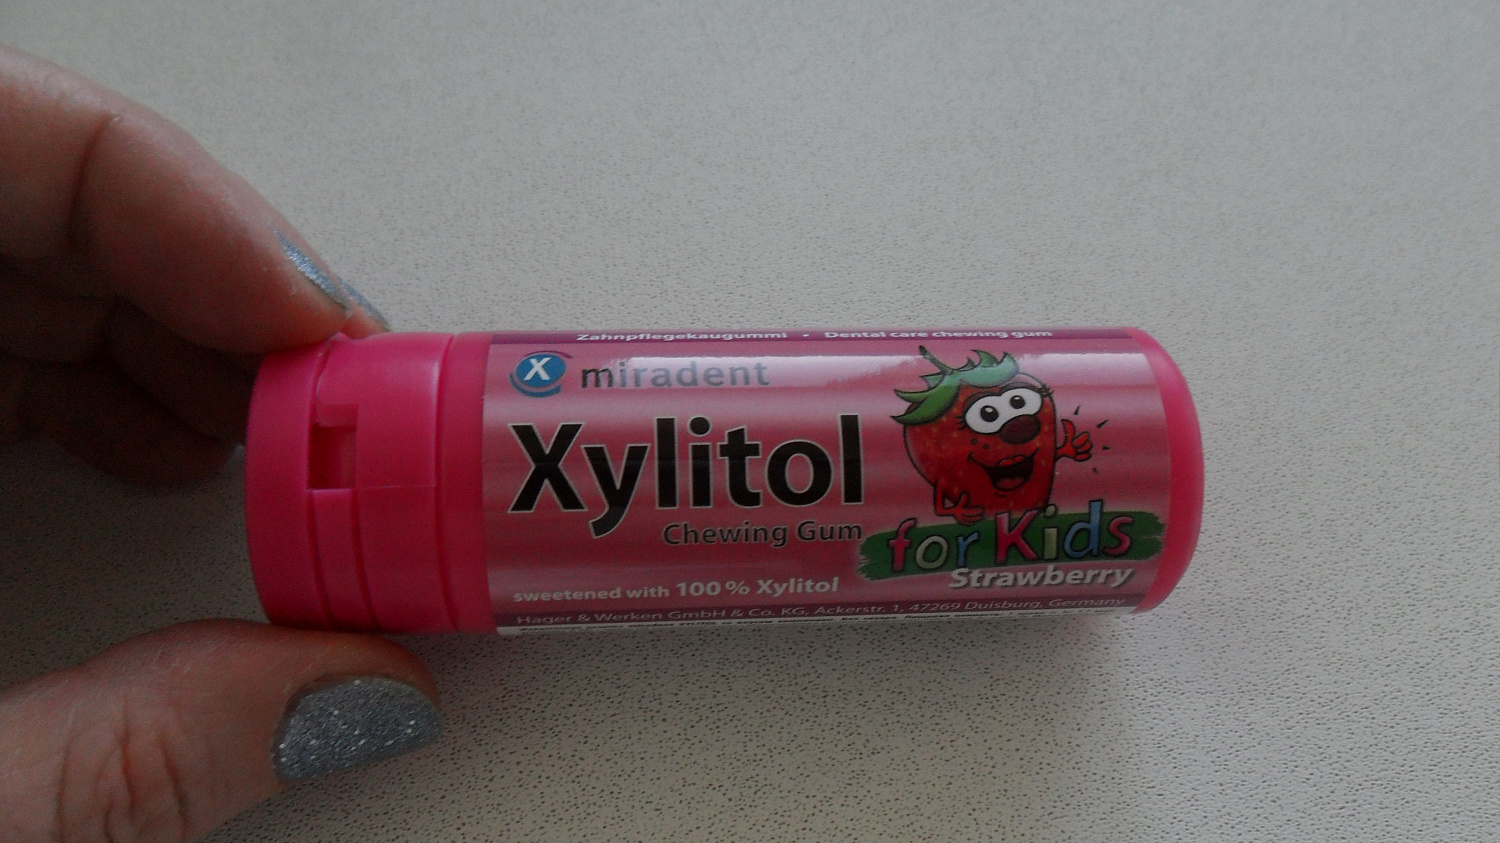 Zahnpflegekaugummi • Dental care chewing gum
X miradent
Xylitol
Chewing Gum
for Kids
Strawberry
sweetened with 100 % Xylitol
Hager & Werken GmbH & Co. KG, Ackerstr. 1, 47269 Duisburg, Germany